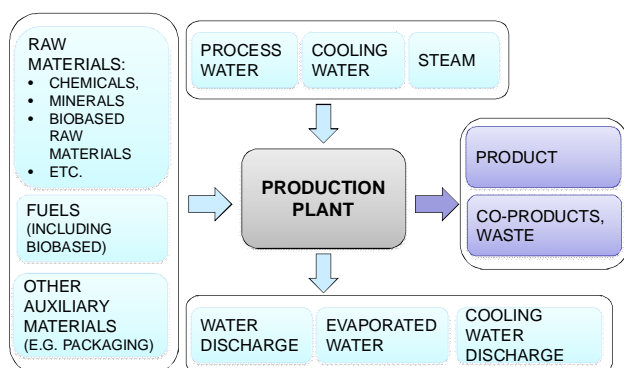 RAW
MATERIALS:
• CHEMICALS,
• MINERALS
• BIOBASED
RAW
MATERIALS
• ETC.
FUELS
(INCLUDING
BIOBASED)
OTHER
AUXILIARY
MATERIALS
(E.G. PACKAGING)
PROCESS
WATER
COOLING
WATER
STEAM
PRODUCTION
PLANT
PRODUCT
CO-PRODUCTS,
WASTE
WATER
DISCHARGE
EVAPORATED
WATER
COOLING
WATER
DISCHARGE